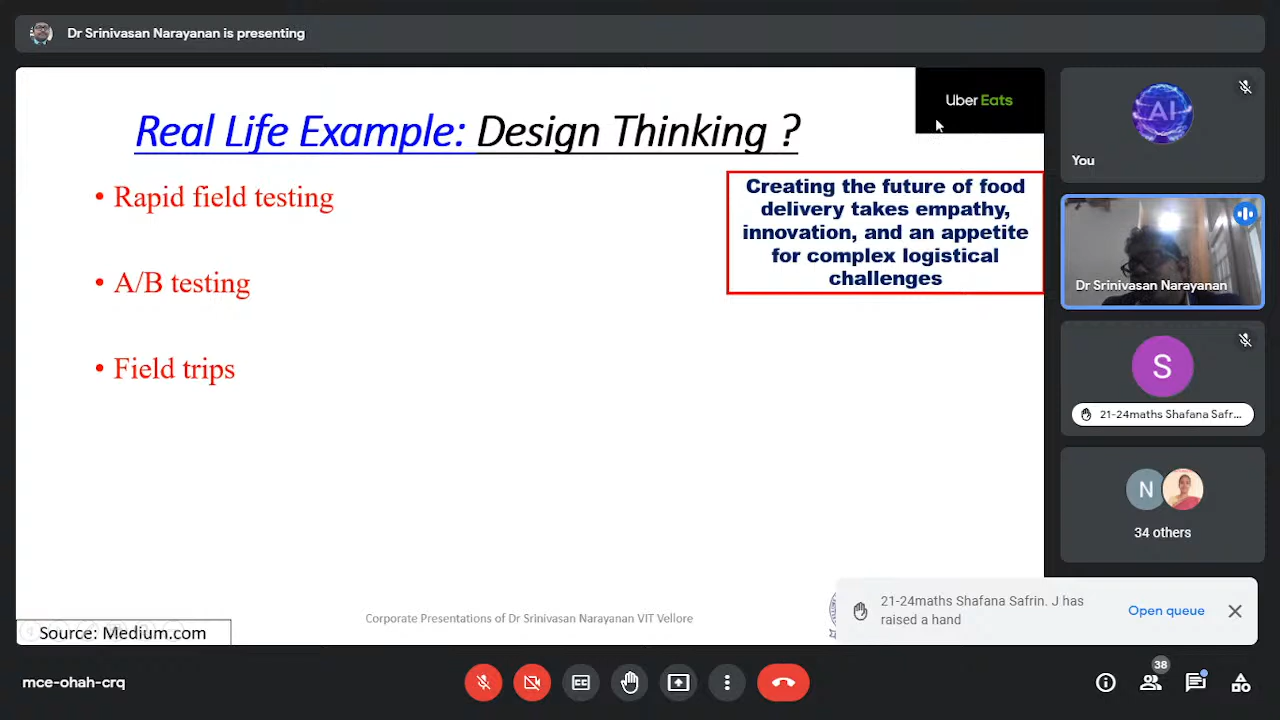 Dr Srinivasan Narayanan is presenting
Uber Eats
Real Life Example: Design Thinking ?
• Rapid field testing
• A/B testing
• Field trips
Creating the future of food
delivery takes empathy,
innovation, and an appetite
for complex logistical
challenges
Source: Medium.com
Corporate Presentations of Dr Srinivasan Narayanan VIT Vellore
AI
You
Dr Srinivasan Narayanan
S
21-24maths Shafana Safr...
N
34 others
21-24maths Shafana Safrin. J has
raised a hand
Open queue
mce-ohah-crq
CC
38